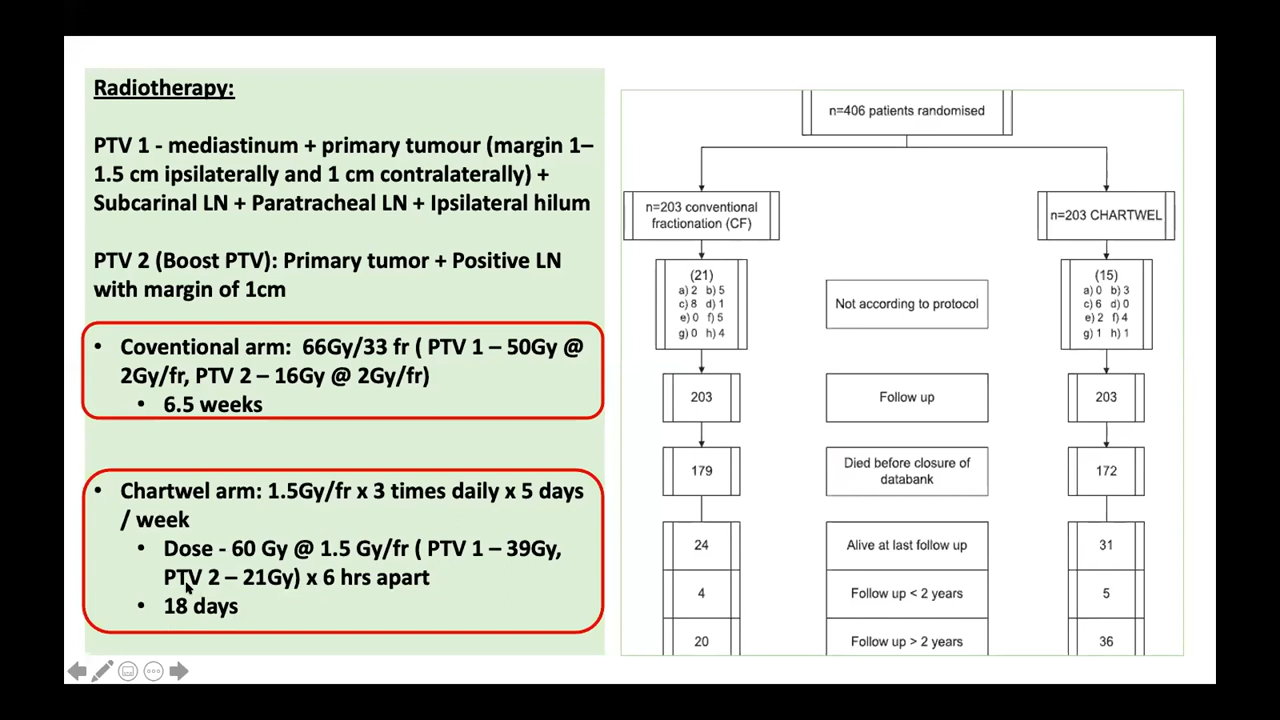 Radiotherapy:
PTV 1 - mediastinum + primary tumour (margin 1–
1.5 cm ipsilaterally and 1 cm contralaterally) +
Subcarinal LN + Paratracheal LN + Ipsilateral hilum
PTV 2 (Boost PTV): Primary tumor + Positive LN
with margin of 1cm
• Coventional arm:  66Gy/33 fr ( PTV 1 – 50Gy @
2Gy/fr, PTV 2 – 16Gy @ 2Gy/fr)
• 6.5 weeks
• Chartwel arm: 1.5Gy/fr x 3 times daily x 5 days
/ week
• Dose - 60 Gy @ 1.5 Gy/fr ( PTV 1 – 39Gy,
PTV 2 – 21Gy) x 6 hrs apart
• 18 days
n=406 patients randomised
n=203 conventional
fractionation (CF)
n=203 CHARTWEL
(21)
a) 2 b) 5
c) 8 d) 1
e) 0 f) 5
g) 0 h) 4
Not according to protocol
(15)
a) 0 b) 3
c) 6 d) 0
e) 2 f) 4
g) 1 h) 1
203
Follow up
203
179
Died before closure of
databank
172
24
Alive at last follow up
31
4
Follow up < 2 years
5
20
Follow up > 2 years
36